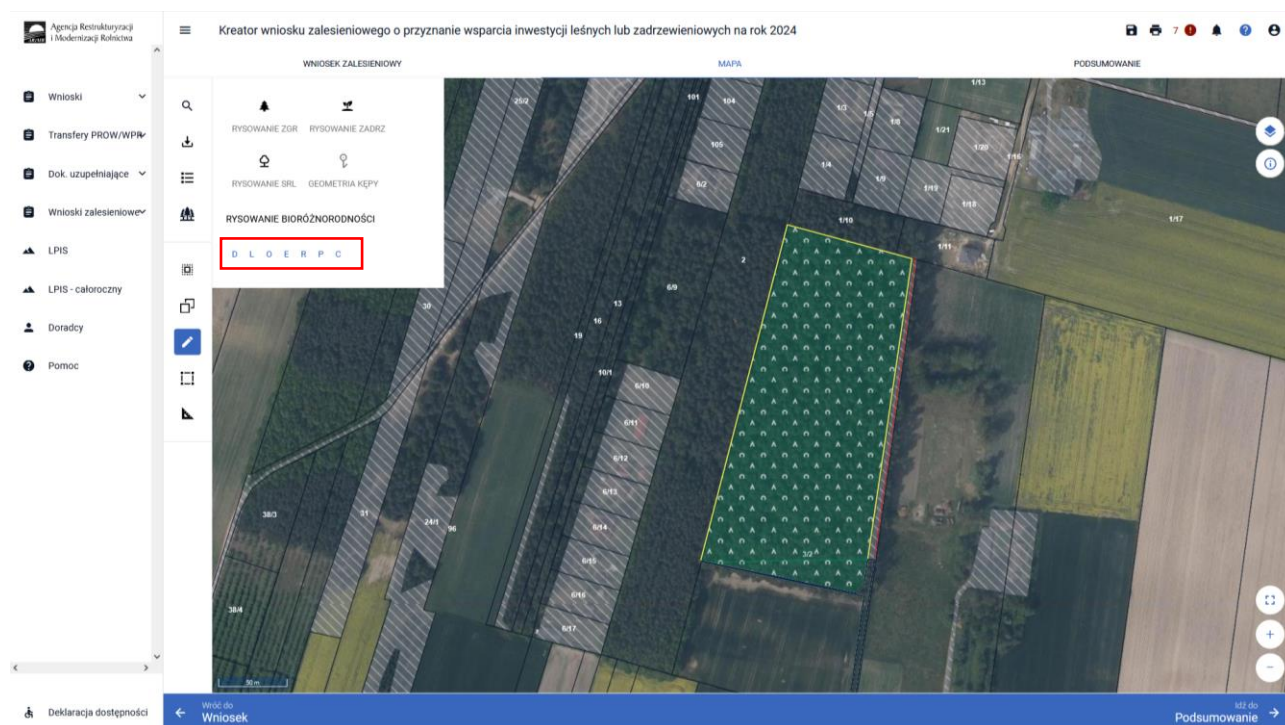 Agencja Restrukturyzacji
i Modernizacji Rolnictwa
Kreator wniosku zalesieniowego o przyznanie wsparcia inwestycji leśnych lub zadrzewieniowych na rok 2024
7
WNIOSEK ZALESIENIOWY
MAPA
PODSUMOWANIE
Wnioski
Transfery PROW/WPR
Dok. uzupełniające
Wnioski zalesieniowe
LPIS
LPIS - całoroczny
Doradcy
Pomoc
RYSOWANIE ZGR RYSOWANIE ZADRZ
RYSOWANIE SRL GEOMETRIA KĘPY
RYSOWANIE BIORÓŻNORODNOŚCI
D L O E R P C
25/2
101
104
105
6/2
1/3
1/5
1/8
1/4
1/9
1/13
1/21
1/20
1/16
1/19
1/18
1/17
1/10
1/11
2
6/9
13
16
19
30
10/1
6/10
6/11
6/12
6/13
6/14
6/15
6/16
6/17
38/3
31
24/1
96
38/4
3/2
50 m
Deklaracja dostępności
Wróć do
Wniosek
Idź do
Podsumowanie